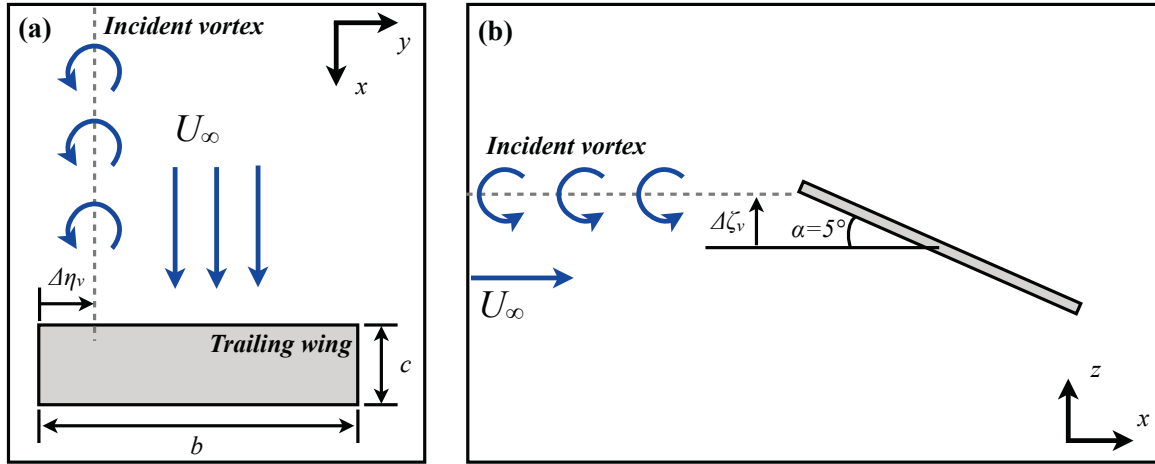 (a)
Incident vortex
y
x
U∞
Δηv
Trailing wing
c
b
(b)
Incident vortex
Δζv
α=5°
U∞
z
x